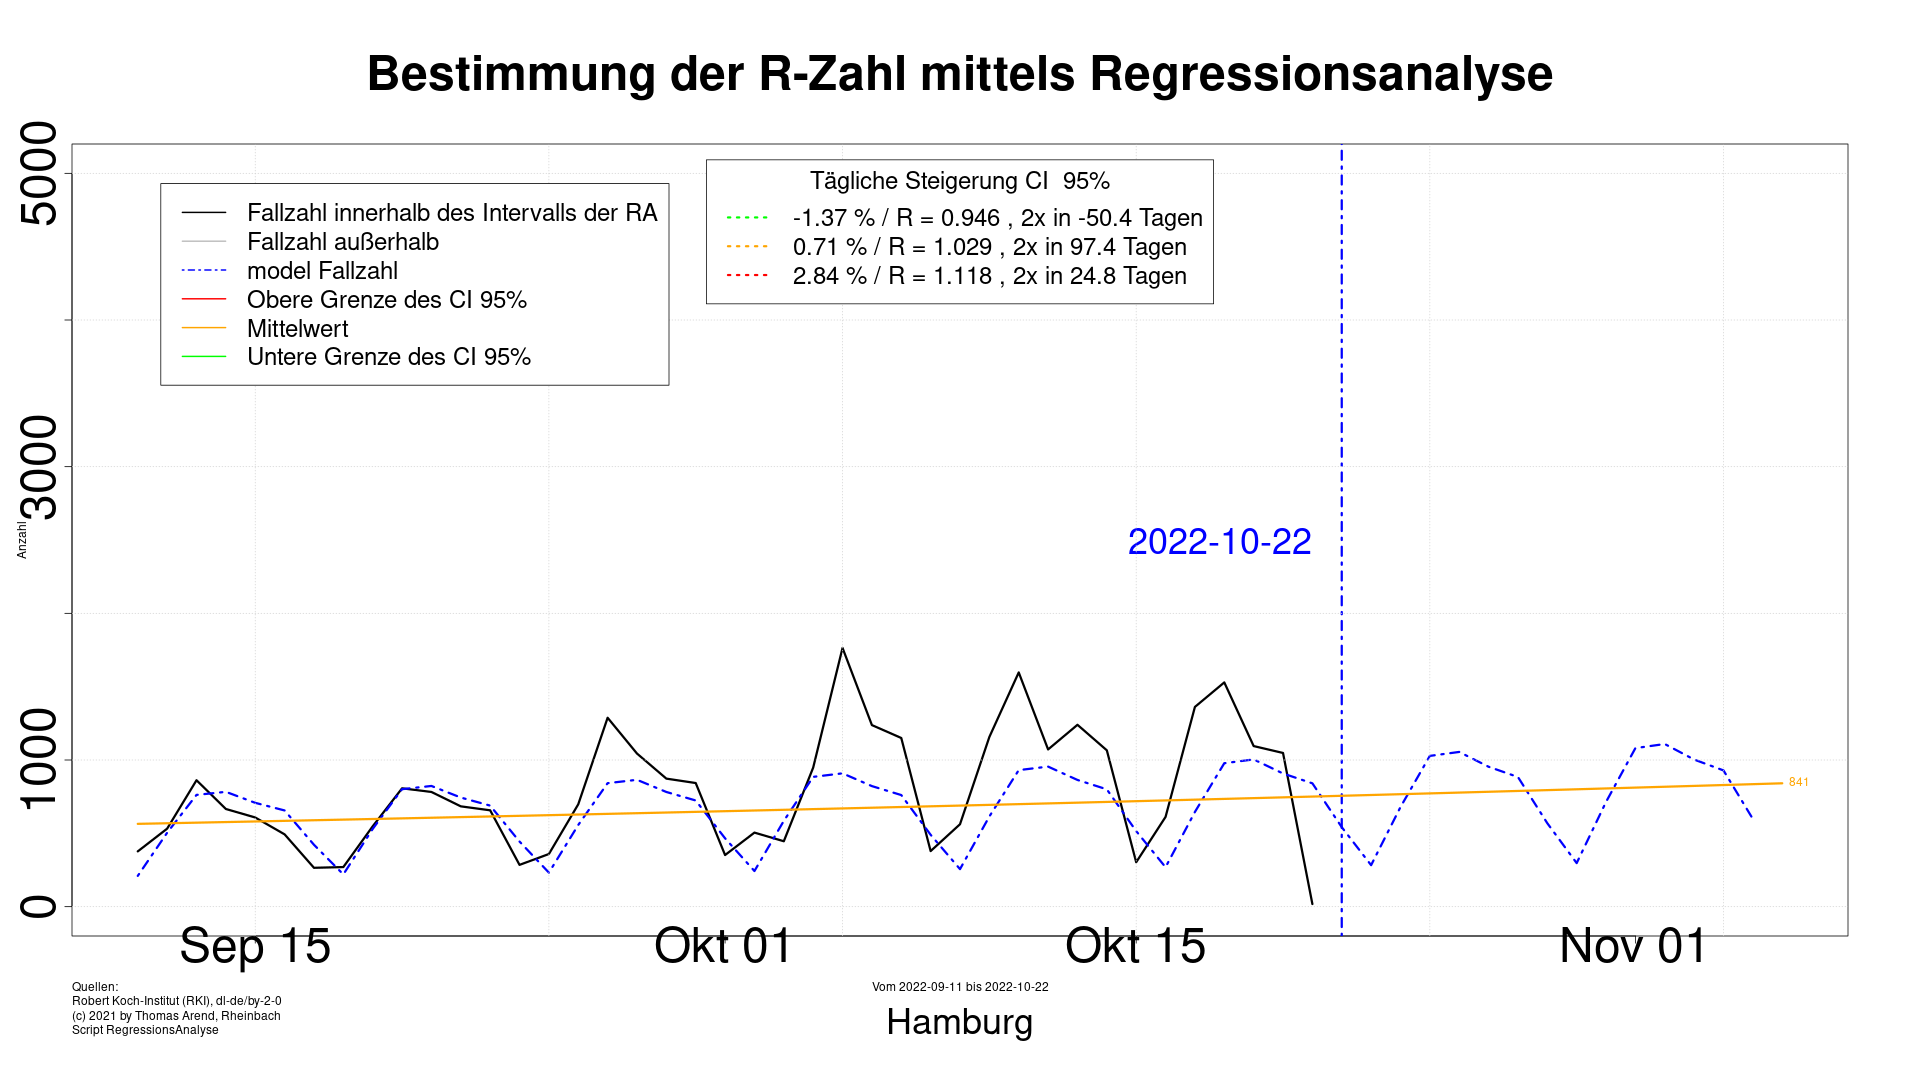 Bestimmung der R-Zahl mittels Regressionsanalyse
5000
3000
1000
0
Anzahl
Fallzahl innerhalb des Intervalls der RA
Fallzahl außerhalb
model Fallzahl
Obere Grenze des CI 95%
Mittelwert
Untere Grenze des CI 95%
Tägliche Steigerung CI  95%
-1.37 % / R = 0.946 , 2x in -50.4 Tagen
0.71 % / R = 1.029 , 2x in 97.4 Tagen
2.84 % / R = 1.118 , 2x in 24.8 Tagen
2022-10-22
841
Sep 15
Okt 01
Okt 15
Nov 01
Quellen:
Robert Koch-Institut (RKI), dl-de/by-2-0
(c) 2021 by Thomas Arend, Rheinbach
Script RegressionsAnalyse
Vom 2022-09-11 bis 2022-10-22
Hamburg